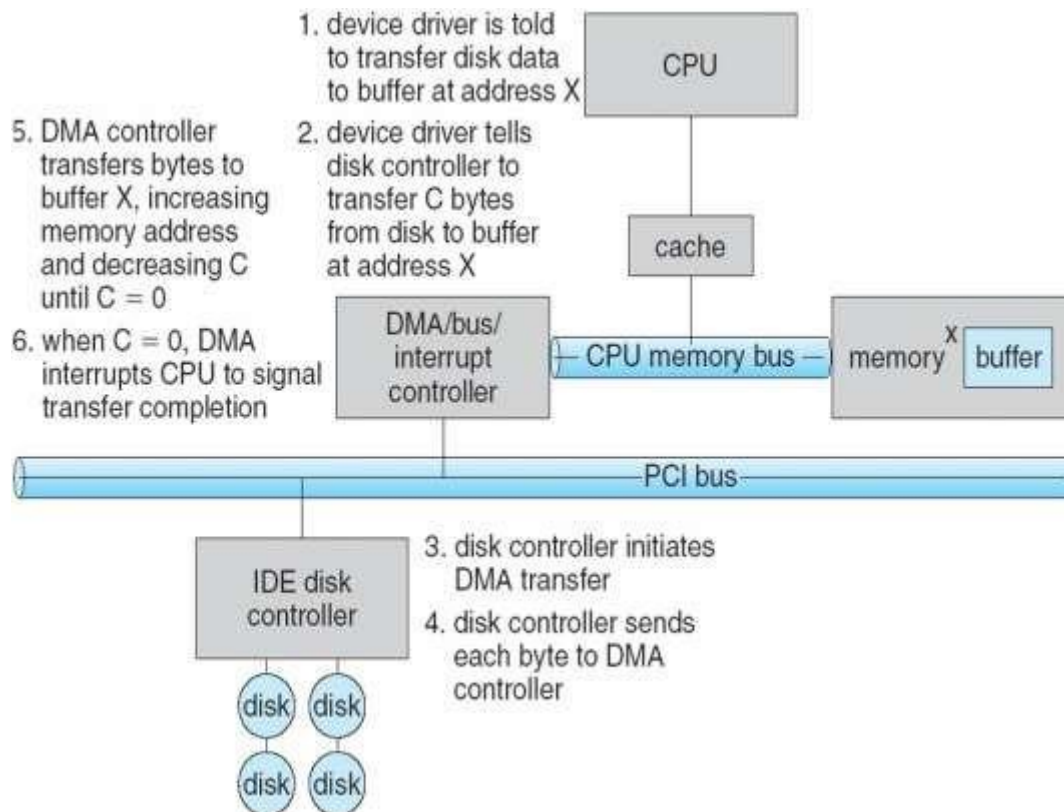 1. device driver is told
to transfer disk data
to buffer at address X
CPU
5. DMA controller
transfers bytes to
buffer X, increasing
memory address
and decreasing C
until C = 0
2. device driver tells
disk controller to
transfer C bytes
from disk to buffer
at address X
cache
6. when C = 0, DMA
interrupts CPU to signal
transfer completion
DMA/bus/
interrupt
controller
CPU memory bus
memory
X
buffer
PCI bus
IDE disk
controller
3. disk controller initiates
DMA transfer
4. disk controller sends
each byte to DMA
controller
disk
disk
disk
disk